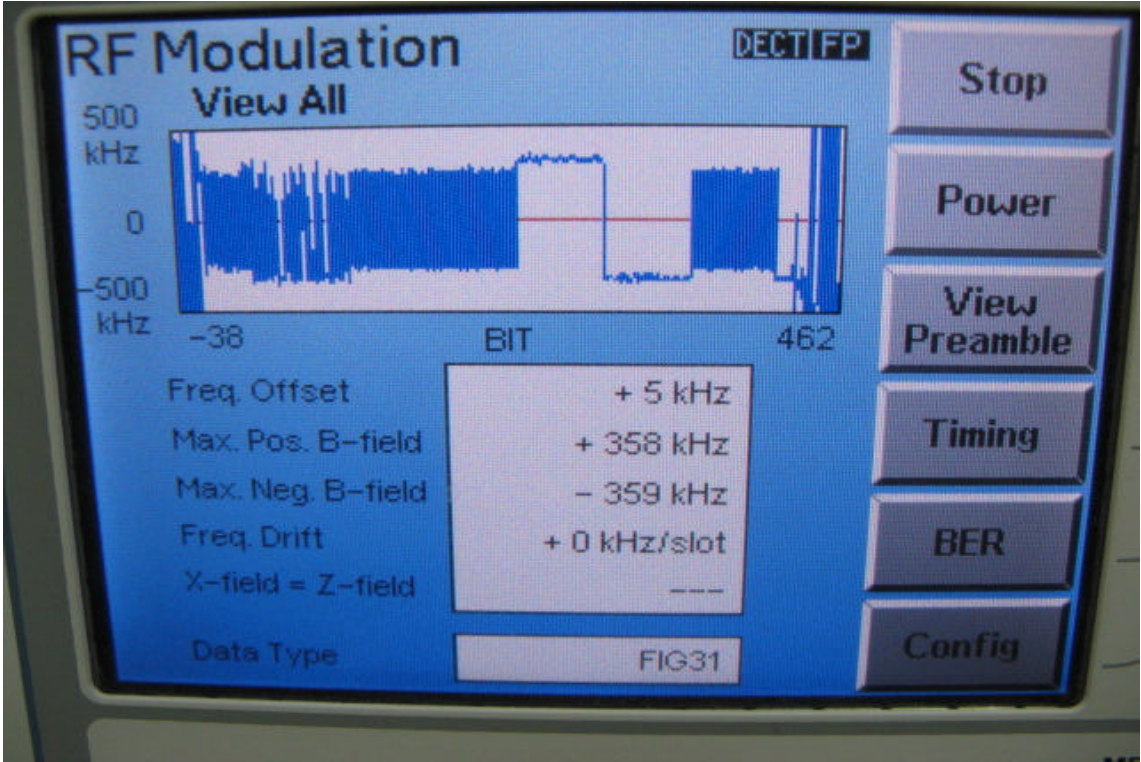 RF Modulation
DECT FP
View All
500
kHz
0
-500
kHz
-38
BIT
462
Freq. Offset
+ 5 kHz
Max. Pos. B-field
+ 358 kHz
Max. Neg. B-field
- 359 kHz
Freq. Drift
+ 0 kHz/slot
X-field = Z-field
---
Data Type
FIG31
Stop
Power
View
Preamble
Timing
BER
Config